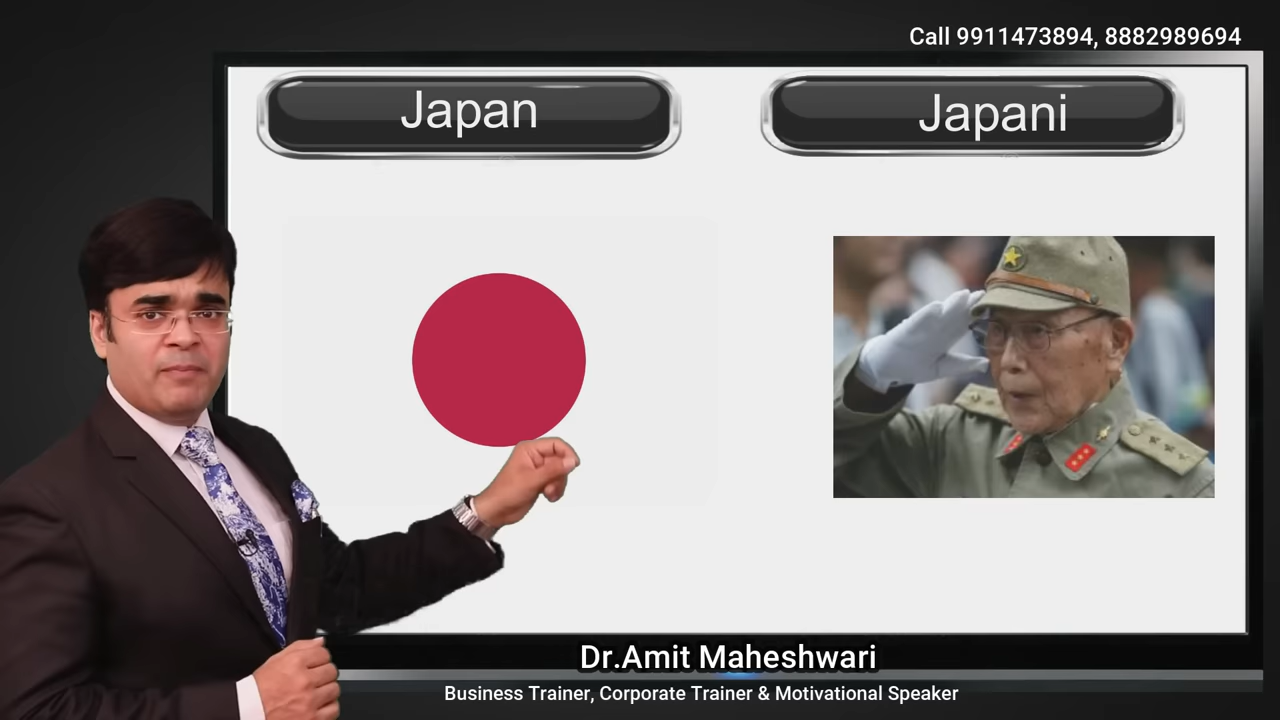 Call 9911473894, 8882989694
Japan
Japani
Dr.Amit Maheshwari
Business Trainer, Corporate Trainer & Motivational Speaker